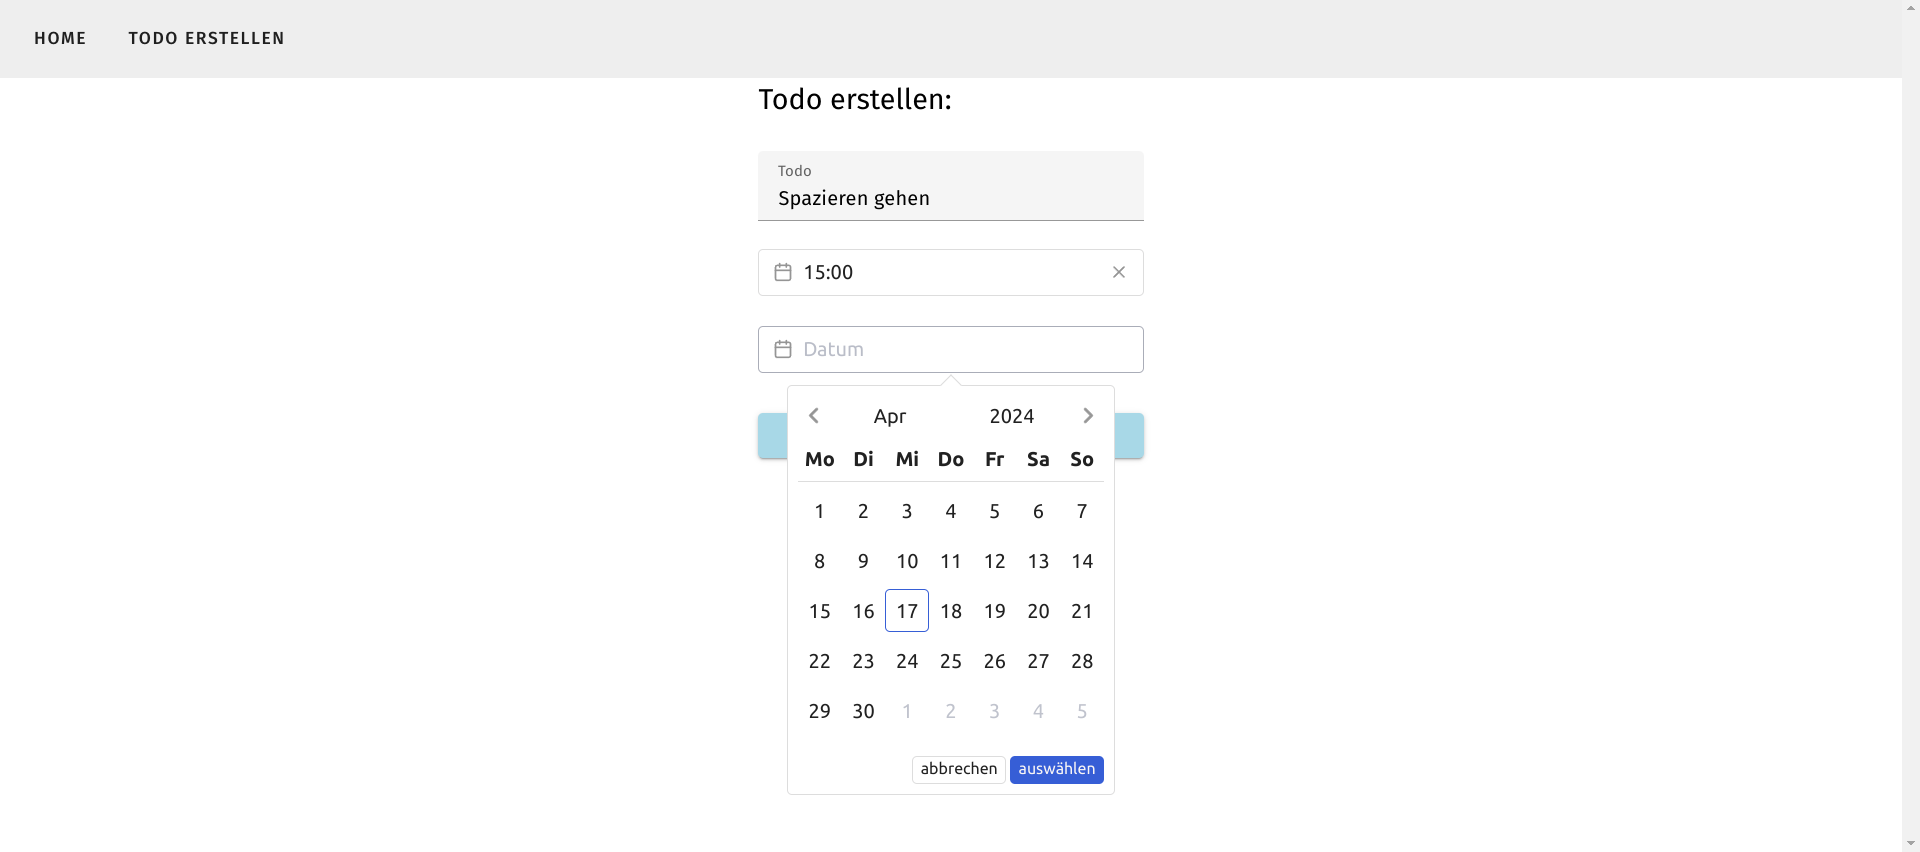 HOME TODO ERSTELLEN
Todo erstellen:
Todo
Spazieren gehen
15:00
Datum
Apr 2024
Mo Di Mi Do Fr Sa So
1 2 3 4 5 6 7
8 9 10 11 12 13 14
15 16 17 18 19 20 21
22 23 24 25 26 27 28
29 30 1 2 3 4 5
abbrechen auswählen